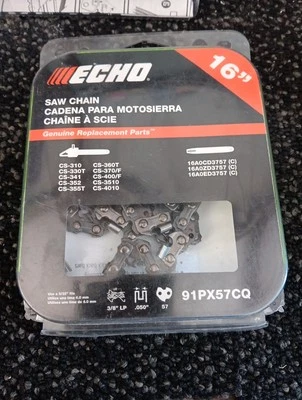 ECHO
16"
SAW CHAIN
CADENA PARA MOTOSIERRA
CHAÎNE À SCIE
Genuine Replacement Parts™
CS-310 CS-360T
CS-330T CS-370/F
CS-341 CS-400/F
CS-352 CS-3510
CS-355T CS-4010
16A0CD3757 (C)
16A0ZD3757 (C)
16A0ED3757 (C)
91PX57CQ
3/8" LP .050" 57